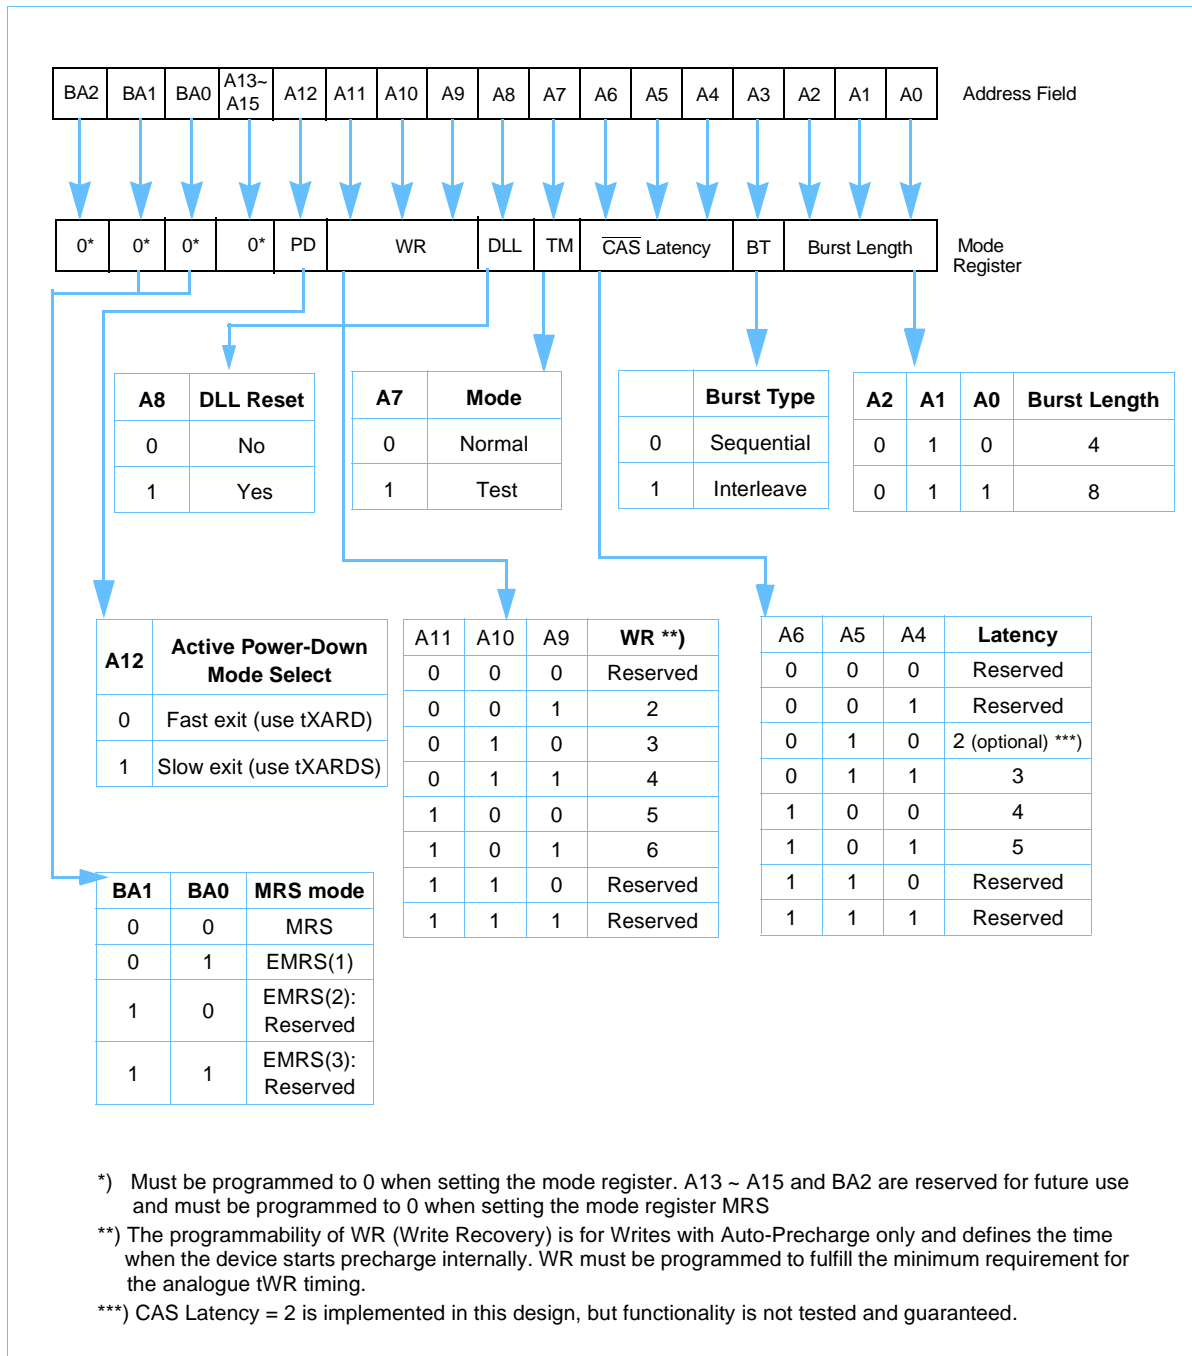 BA2 BA1 BA0 A13~ A15 A12 A11 A10 A9 A8 A7 A6 A5 A4 A3 A2 A1 A0 Address Field
0* 0* 0* 0* PD WR DLL TM CAS Latency BT Burst Length Mode Register
A8 DLL Reset
0 No
1 Yes
A7 Mode
0 Normal
1 Test
Burst Type
0 Sequential
1 Interleave
A2 A1 A0 Burst Length
0 1 0 4
0 1 1 8
A12 Active Power-Down
Mode Select
0 Fast exit (use tXARD)
1 Slow exit (use tXARDS)
A11 A10 A9 WR **)
0 0 0 Reserved
0 0 1 2
0 1 0 3
0 1 1 4
1 0 0 5
1 0 1 6
1 1 0 Reserved
1 1 1 Reserved
A6 A5 A4 Latency
0 0 0 Reserved
0 0 1 Reserved
0 1 0 2 (optional) ***)
0 1 1 3
1 0 0 4
1 0 1 5
1 1 0 Reserved
1 1 1 Reserved
BA1 BA0 MRS mode
0 0 MRS
0 1 EMRS(1)
1 0 EMRS(2):
Reserved
1 1 EMRS(3):
Reserved
*) Must be programmed to 0 when setting the mode register. A13 ~ A15 and BA2 are reserved for future use
and must be programmed to 0 when setting the mode register MRS
**) The programmability of WR (Write Recovery) is for Writes with Auto-Precharge only and defines the time
when the device starts precharge internally. WR must be programmed to fulfill the minimum requirement for
the analogue tWR timing.
***) CAS Latency = 2 is implemented in this design, but functionality is not tested and guaranteed.